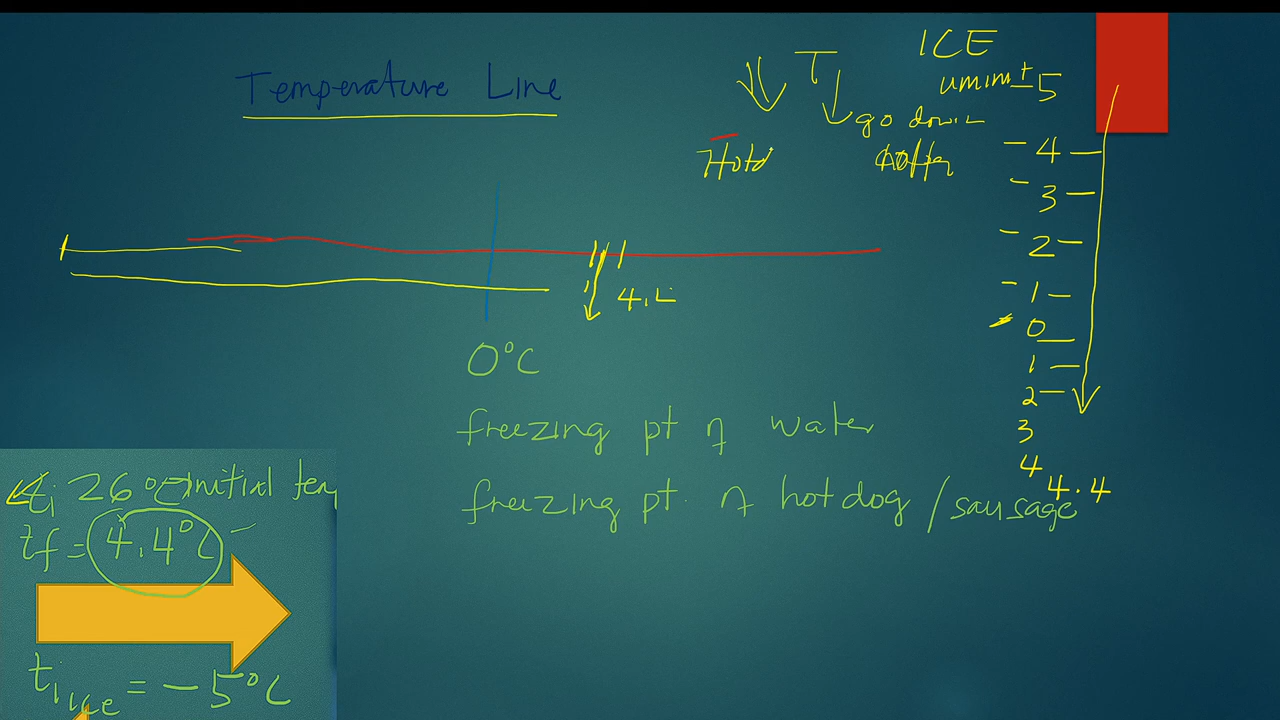 Temperature Line
T
go down
Hotd
ICE
umim + 5
- 4
- 3
- 2
- 1
0
1
2
3
4
4.4
4.
0°C
freezing pt of water
freezing pt. of hotdog / sausage
ti 26°C initial tem
tf = 4.4°C
ti ice = -5°C